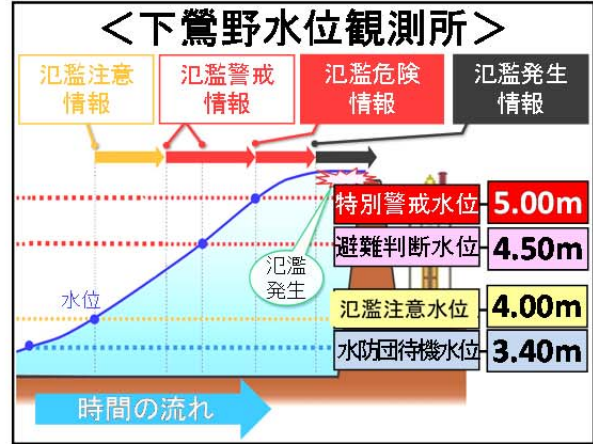 <下鶯野水位観測所>
氾濫注意
情報
氾濫警戒
情報
氾濫危険
情報
氾濫発生
情報
特別警戒水位 5.00m
避難判断水位 4.50m
氾濫
発生
水位
氾濫注意水位 4.00m
水防団待機水位 3.40m
時間の流れ